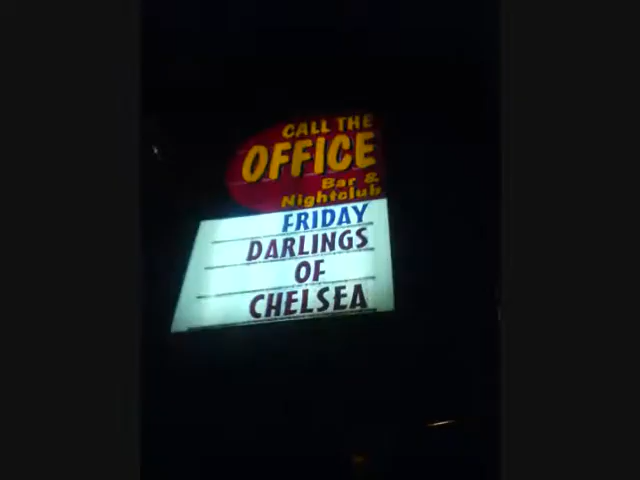 CALL THE
OFFICE
Bar &
Nightclub
FRIDAY
DARLINGS
OF
CHELSEA